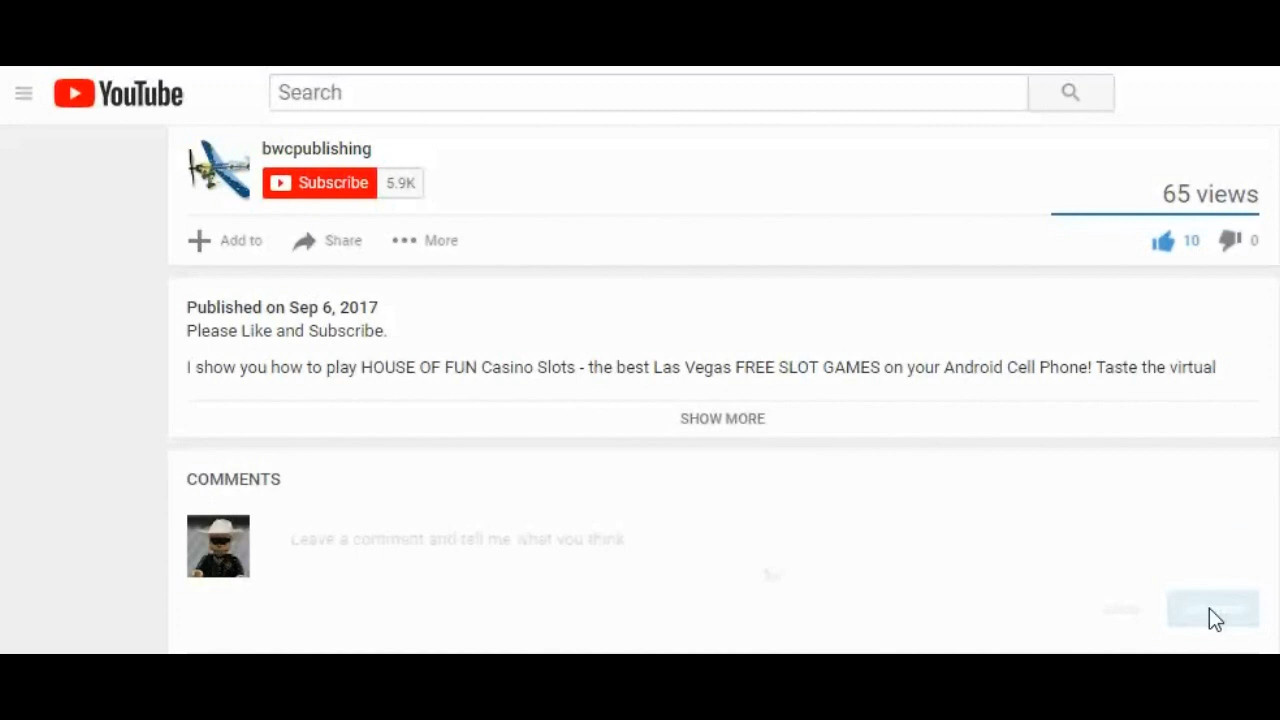 YouTube
Search
bwcpublishing
Subscribe 5.9K
65 views
Add to Share More
10 0
Published on Sep 6, 2017
Please Like and Subscribe.
I show you how to play HOUSE OF FUN Casino Slots - the best Las Vegas FREE SLOT GAMES on your Android Cell Phone! Taste the virtual
SHOW MORE
COMMENTS
Leave a comment and tell me what you think